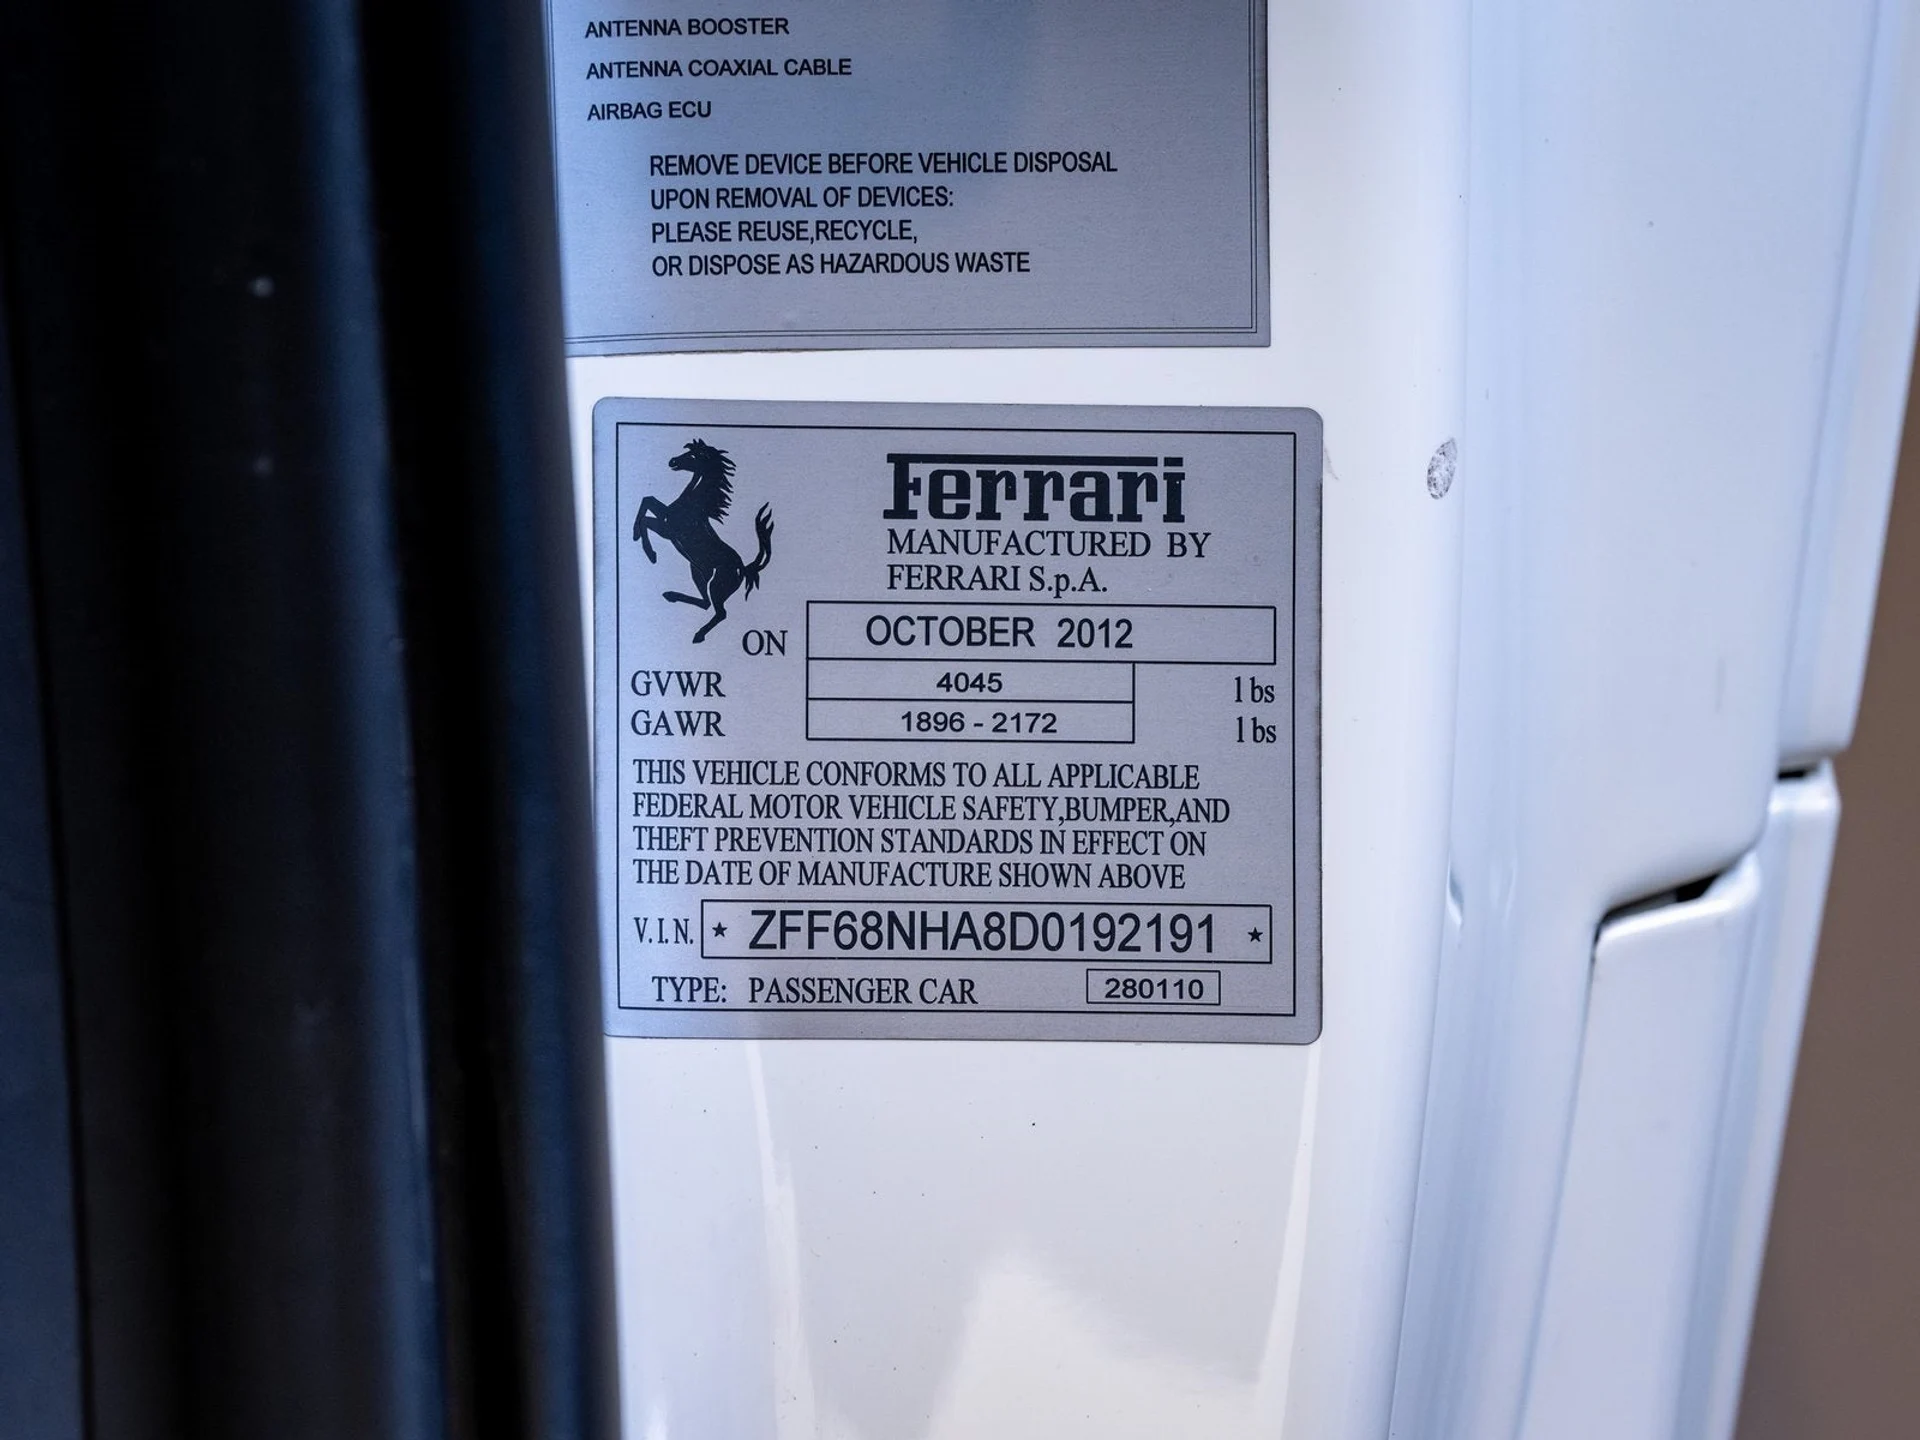 ANTENNA BOOSTER
ANTENNA COAXIAL CABLE
AIRBAG ECU
REMOVE DEVICE BEFORE VEHICLE DISPOSAL
UPON REMOVAL OF DEVICES:
PLEASE REUSE,RECYCLE,
OR DISPOSE AS HAZARDOUS WASTE
Ferrari
MANUFACTURED BY
FERRARI S.p.A.
ON OCTOBER 2012
GVWR 4045 lbs
GAWR 1896 - 2172 lbs
THIS VEHICLE CONFORMS TO ALL APPLICABLE
FEDERAL MOTOR VEHICLE SAFETY,BUMPER,AND
THEFT PREVENTION STANDARDS IN EFFECT ON
THE DATE OF MANUFACTURE SHOWN ABOVE
V.I.N. ★ ZFF68NHA8D0192191 ★
TYPE: PASSENGER CAR 280110